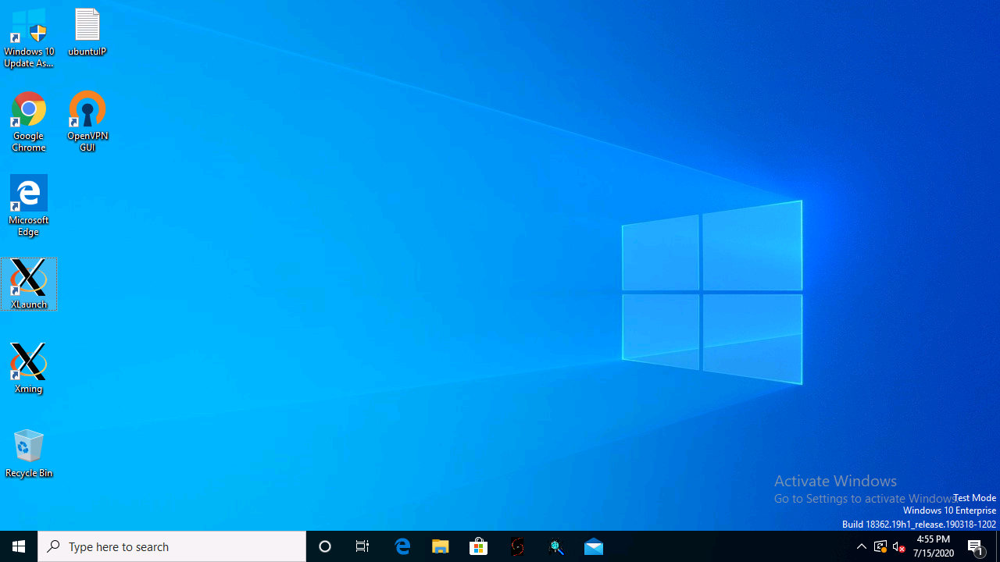 Windows 10
Update As...
ubuntuIP
Google
Chrome
OpenVPN
GUI
Microsoft
Edge
XLaunch
Xming
Recycle Bin
Activate Windows
Go to Settings to activate Windows.
Test Mode
Windows 10 Enterprise
Build 18362.19h1_release.190318-1202
Type here to search
4:55 PM
7/15/2020
1